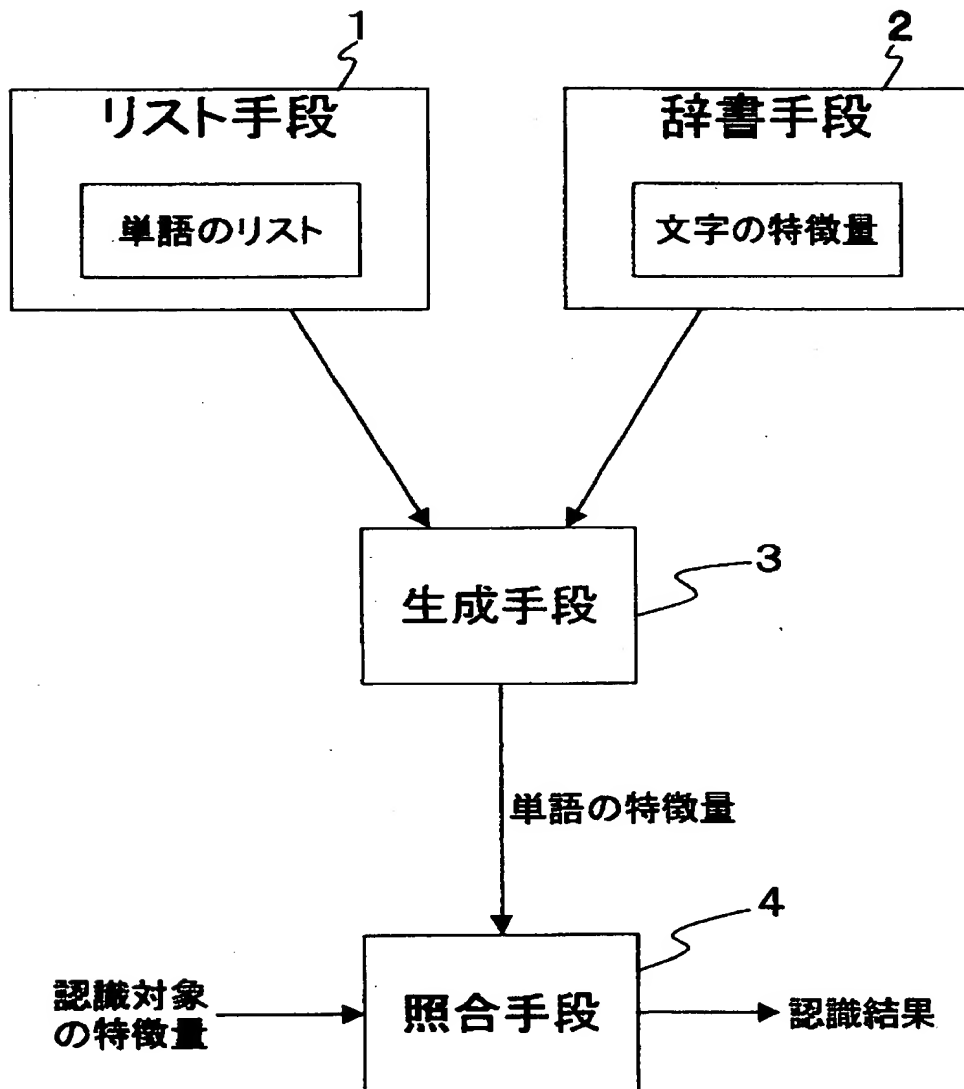 1
2
リスト手段
辞書手段
単語のリスト
文字の特徴量
3
生成手段
単語の特徴量
4
認識対象
の特徴量
照合手段
認識結果